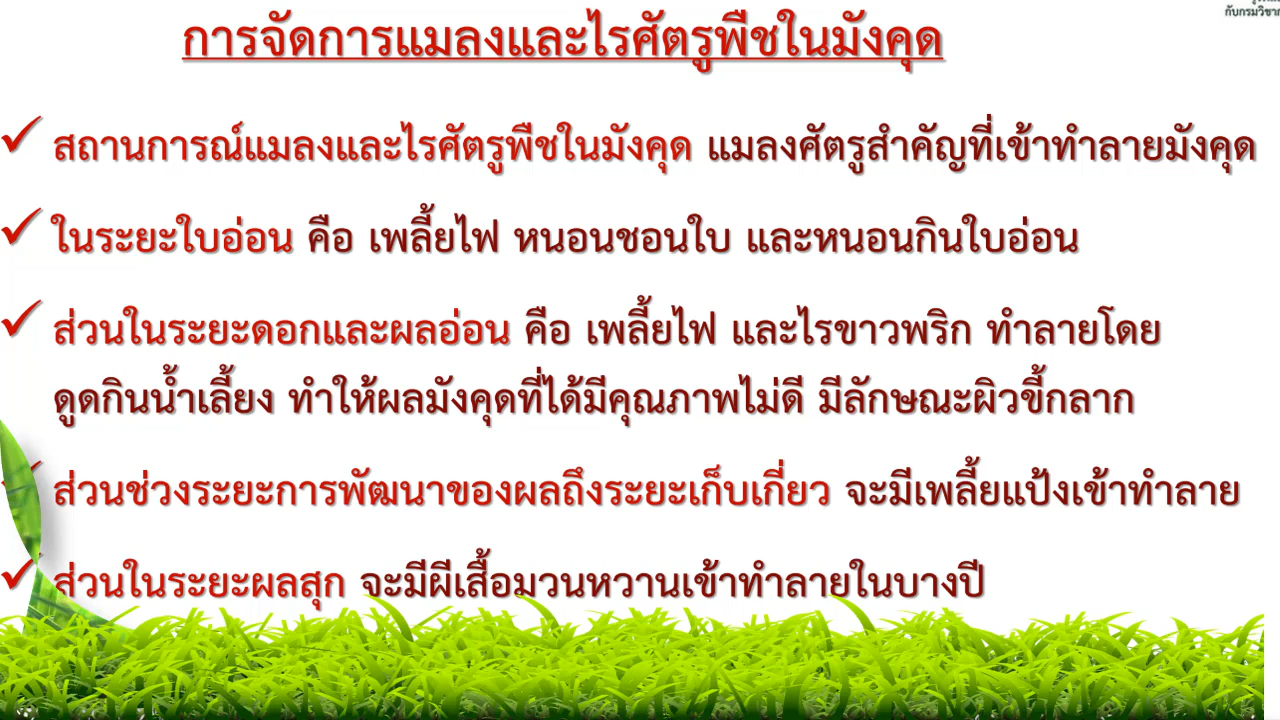 กับกรมวิชาก
การจัดการแมลงและไรศัตรูพืชในมังคุด
สถานการณ์แมลงและไรศัตรูพืชในมังคุด แมลงศัตรูสำคัญที่เข้าทำลายมังคุด
ในระยะใบอ่อน คือ เพลี้ยไฟ หนอนชอนใบ และหนอนกินใบอ่อน
ส่วนในระยะดอกและผลอ่อน คือ เพลี้ยไฟ และไรขาวพริก ทำลายโดย
ดูดกินน้ำเลี้ยง ทำให้ผลมังคุดที่ได้มีคุณภาพไม่ดี มีลักษณะผิวขี้กลาก
ส่วนช่วงระยะการพัฒนาของผลถึงระยะเก็บเกี่ยว จะมีเพลี้ยแป้งเข้าทำลาย
ส่วนในระยะผลสุก จะมีผีเสื้อมวนหวานเข้าทำลายในบางปี